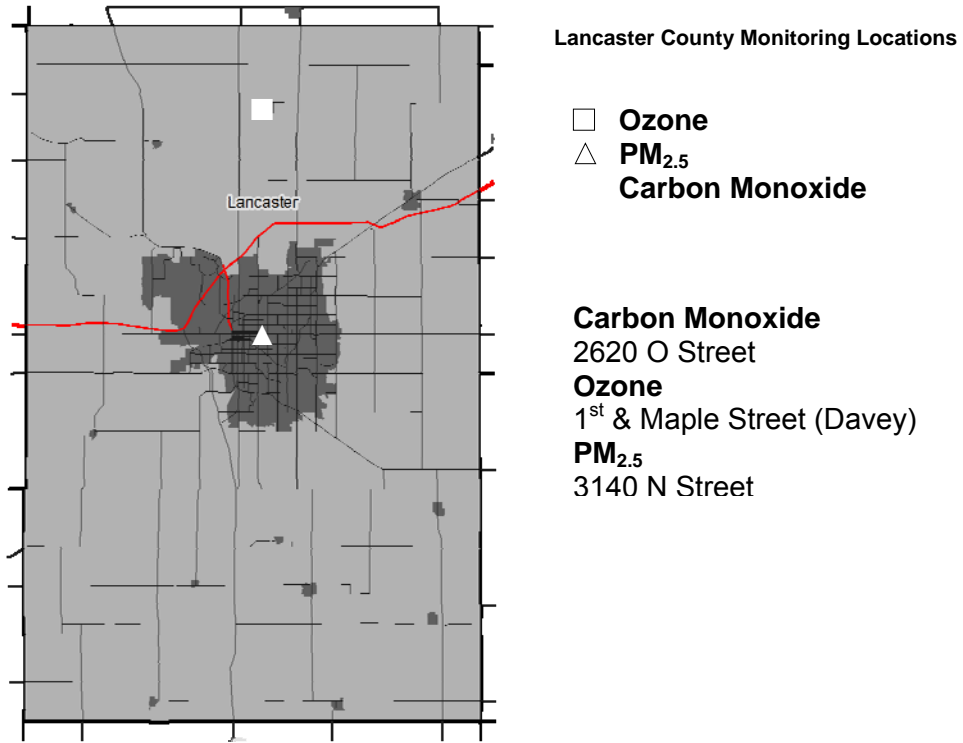 Lancaster County Monitoring Locations
Ozone
PM2.5
Carbon Monoxide
Lancaster
Carbon Monoxide
2620 O Street
Ozone
1st & Maple Street (Davey)
PM2.5
3140 N Street